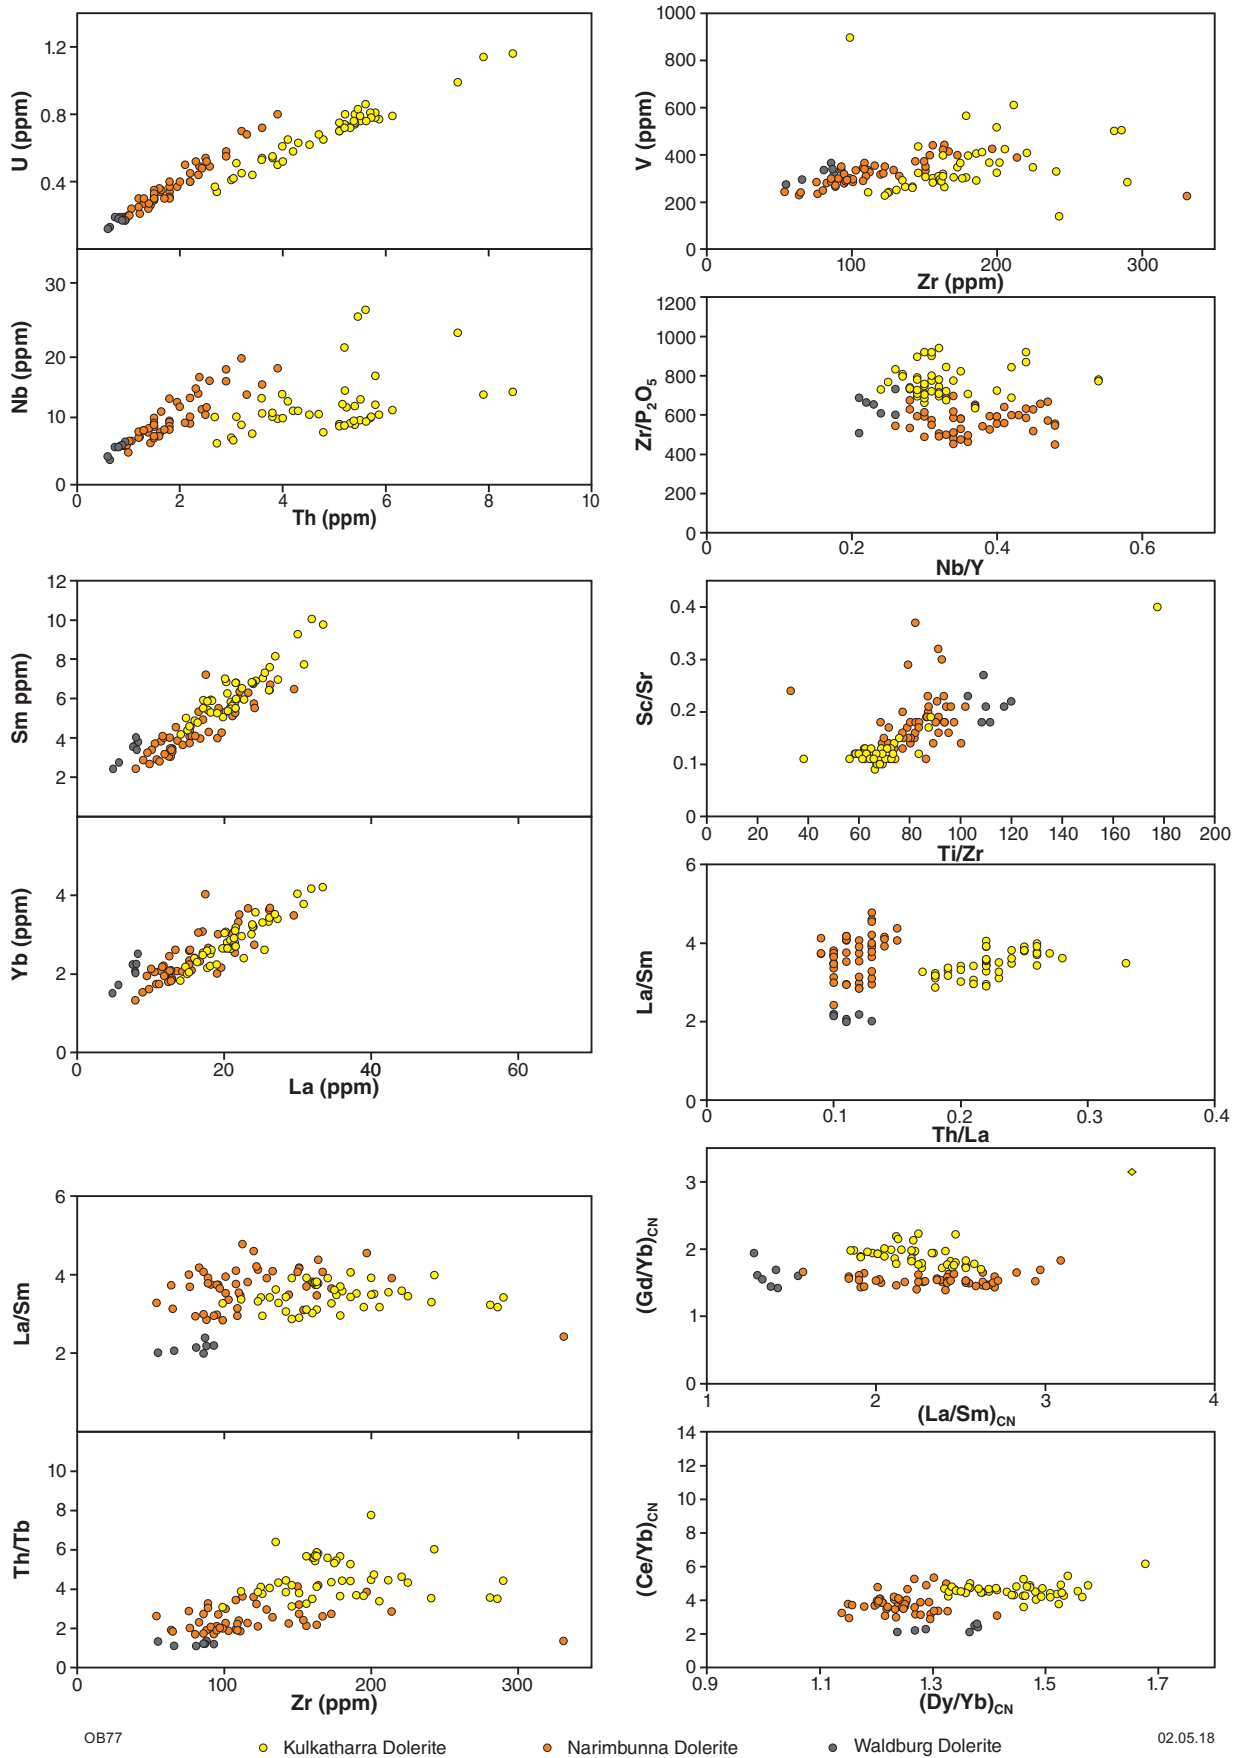 1.2
0.8
0.4
U (ppm)
30
20
10
0
Nb (ppm)
0 2 4 6 8 10
Th (ppm)
1000
800
600
400
200
0
V (ppm)
0 100 200 300
Zr (ppm)
1200
1000
800
600
400
200
0
Zr/P2O5
0 0.2 0.4 0.6
Nb/Y
12
10
8
6
4
2
Sm ppm)
4
2
0
Yb (ppm)
0 20 40 60
La (ppm)
0.4
0.3
0.2
0.1
0
Sc/Sr
0 20 40 60 80 100 120 140 160 180 200
Ti/Zr
6
4
2
0
La/Sm
0 0.1 0.2 0.3 0.4
Th/La
6
4
2
La/Sm
10
8
6
4
2
0
Th/Tb
0 100 200 300
Zr (ppm)
3
2
1
0
(Gd/Yb)CN
1 2 3 4
(La/Sm)CN
14
12
10
8
6
4
2
0
(Ce/Yb)CN
0.9 1.1 1.3 1.5 1.7
(Dy/Yb)CN
OB77
Kulkatharra Dolerite
Narimbunna Dolerite
Waldburg Dolerite
02.05.18